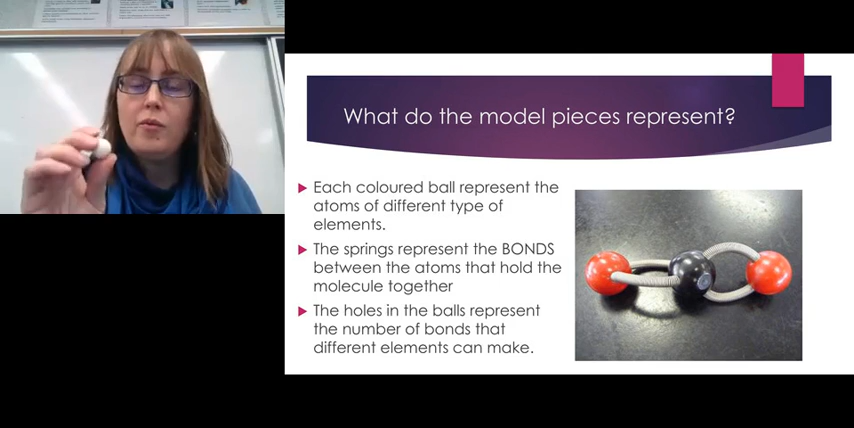 What do the model pieces represent?
Each coloured ball represent the
atoms of different type of
elements.
The springs represent the BONDS
between the atoms that hold the
molecule together
The holes in the balls represent
the number of bonds that
different elements can make.